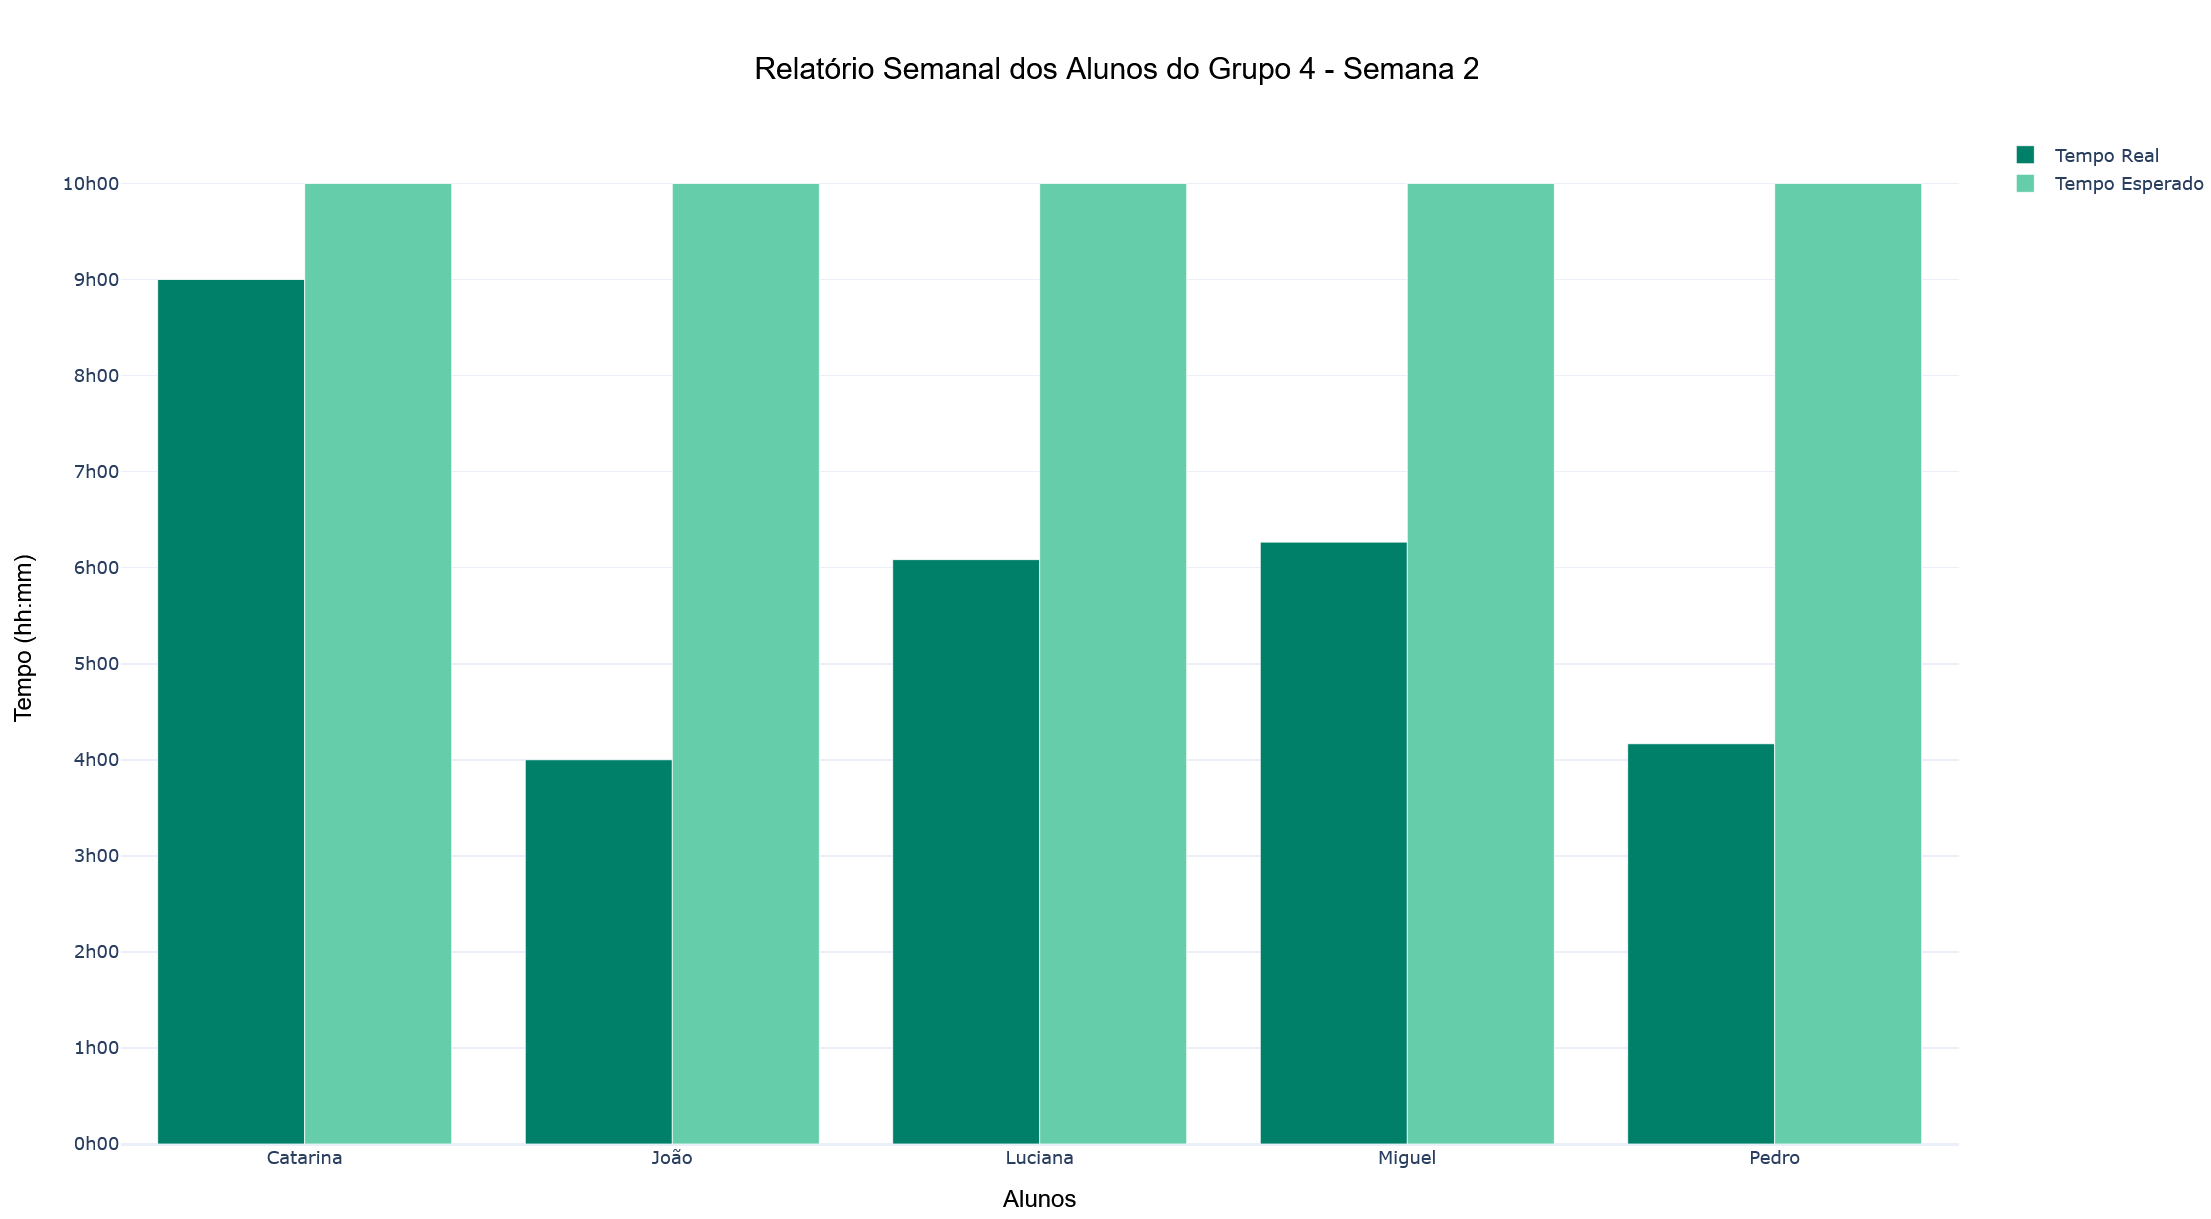 Relatório Semanal dos Alunos do Grupo 4 - Semana 2
Tempo Real
Tempo Esperado
Tempo (hh:mm)
10h00
9h00
8h00
7h00
6h00
5h00
4h00
3h00
2h00
1h00
0h00
Catarina
João
Luciana
Miguel
Pedro
Alunos